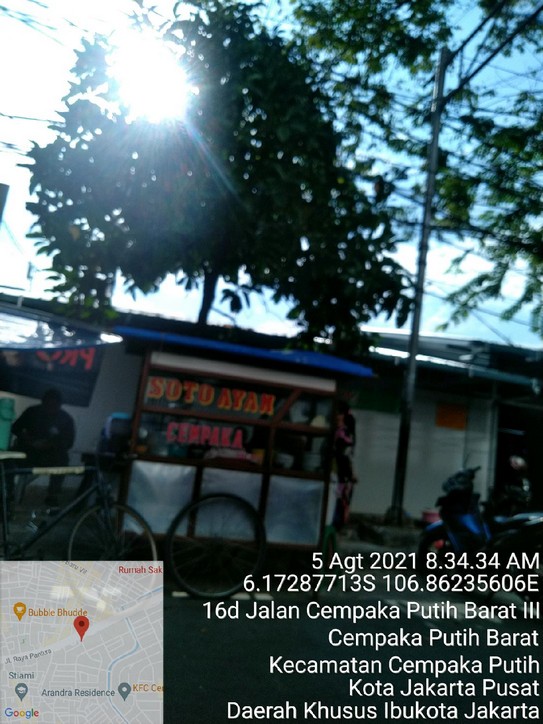 PKO
SOTO AYAM
CEMPAKA
5 Agt 2021 8.34.34 AM
6.17287713S 106.86235606E
16d Jalan Cempaka Putih Barat III
Cempaka Putih Barat
Kecamatan Cempaka Putih
Kota Jakarta Pusat
Daerah Khusus Ibukota Jakarta
Rumah Sak
Bubble Bhudde
Jl. Raya
Stiami
Arandra Residence
KFC Ce
Google